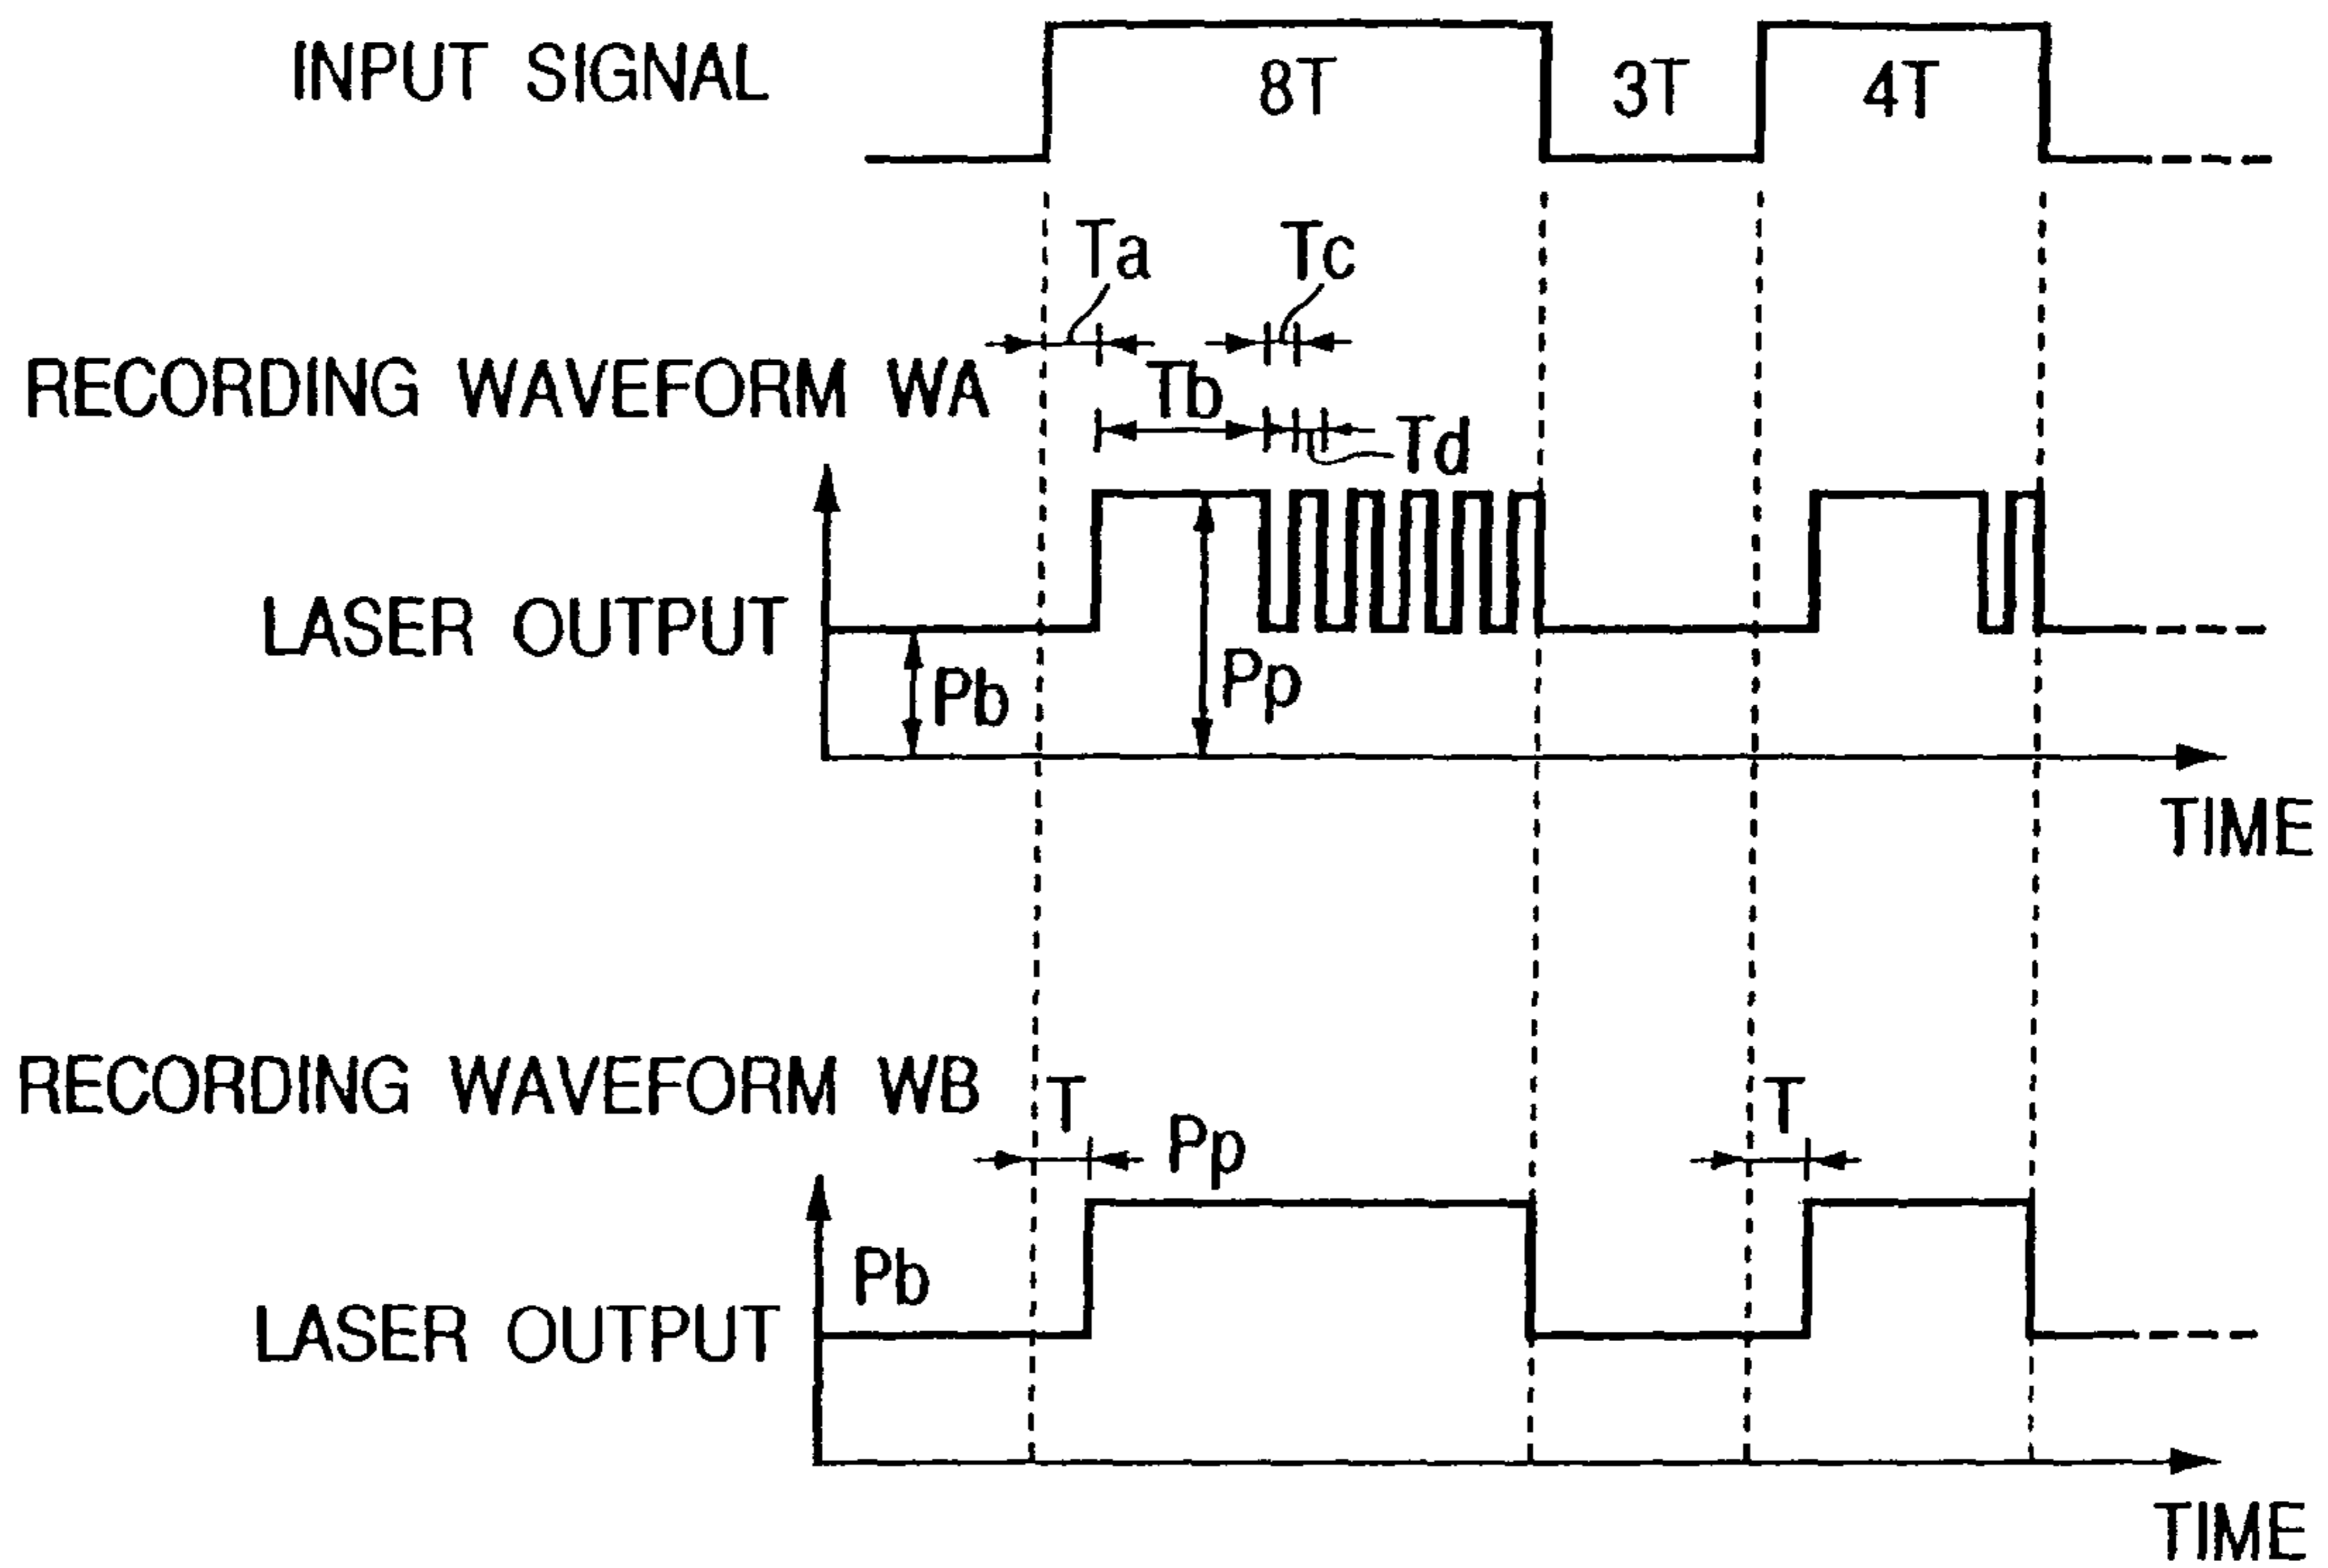 INPUT SIGNAL
8T
3T
4T
Ta
Tc
RECORDING WAVEFORM WA
Tb
Td
LASER OUTPUT
Pb
Pp
TIME
RECORDING WAVEFORM WB
T
Pp
T
Pb
LASER OUTPUT
TIME